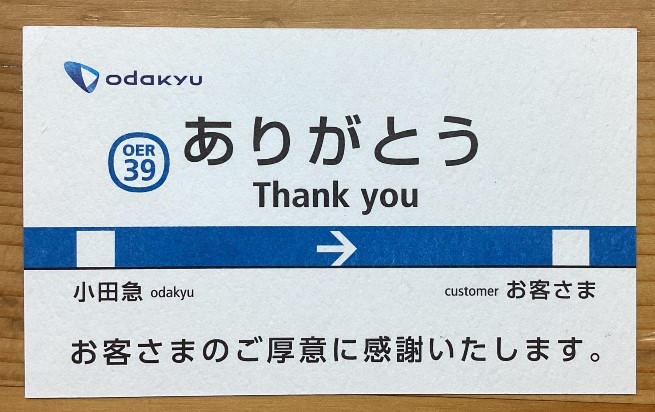 odakyu
ありがとう
OER
39
Thank you
小田急 odakyu
customer お客さま
お客さまのご厚意に感謝いたします。